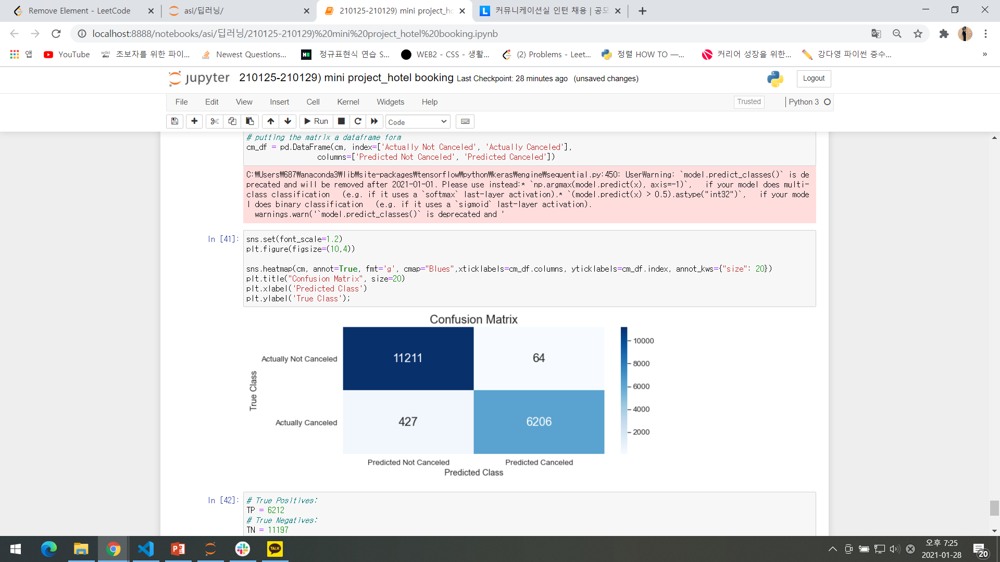 Remove Element - LeetCode
asi/딥러닝/
210125-210129) mini project_hc
커뮤니케이션실 인턴 채용 | 공모
localhost:8888/notebooks/asi/딥러닝/210125-210129)%20mini%20project_hotel%20booking.ipynb
앱
YouTube
초보자를 위한 파이...
Newest Questions...
정규표현식 연습 S...
WEB2 - CSS - 생활...
(2) Problems - Leet...
정렬 HOW TO —...
커리어 성장을 위한...
강다영 파이썬 중수...
»
jupyter 210125-210129) mini project_hotel booking Last Checkpoint: 28 minutes ago (unsaved changes)
Logout
File Edit View Insert Cell Kernel Widgets Help
Trusted
Python 3
Run
Code
# putting the matrix a dataframe form
cm_df = pd.DataFrame(cm, index=['Actually Not Canceled', 'Actually Canceled'],
columns=['Predicted Not Canceled', 'Predicted Canceled'])
C:₩Users₩687₩anaconda3₩lib₩site-packages₩tensorflow₩python₩keras₩engine₩sequential.py:450: UserWarning: `model.predict_classes()` is de
precated and will be removed after 2021-01-01. Please use instead:* `np.argmax(model.predict(x), axis=-1)`, if your model does multi-
class classification (e.g. if it uses a `softmax` last-layer activation).* `(model.predict(x) > 0.5).astype("int32")`, if your mode
l does binary classification (e.g. if it uses a `sigmoid` last-layer activation).
warnings.warn('`model.predict_classes()` is deprecated and '
In [41]:
sns.set(font_scale=1.2)
plt.figure(figsize=(10,4))
sns.heatmap(cm, annot=True, fmt='g', cmap="Blues",xticklabels=cm_df.columns, yticklabels=cm_df.index, annot_kws={"size": 20})
plt.title("Confusion Matrix", size=20)
plt.xlabel('Predicted Class')
plt.ylabel('True Class');
Confusion Matrix
True Class
Actually Not Canceled
11211
64
Actually Canceled
427
6206
10000
8000
6000
4000
2000
Predicted Not Canceled
Predicted Canceled
Predicted Class
In [42]:
# True Positives:
TP = 6212
# True Negatives:
TN = 11197
TALK
오후 7:25
2021-01-28
20